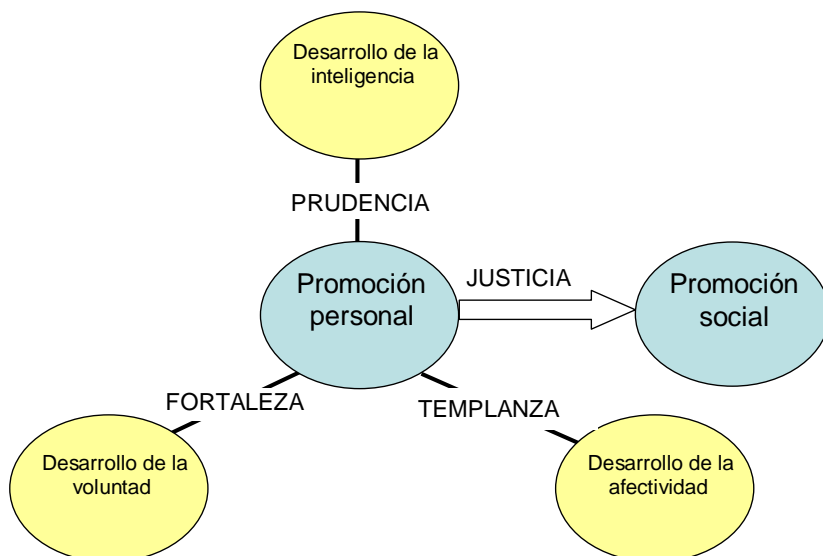 Desarrollo de la
inteligencia
PRUDENCIA
Promoción
personal
JUSTICIA
Promoción
social
FORTALEZA
TEMPLANZA
Desarrollo de la
voluntad
Desarrollo de la
afectividad